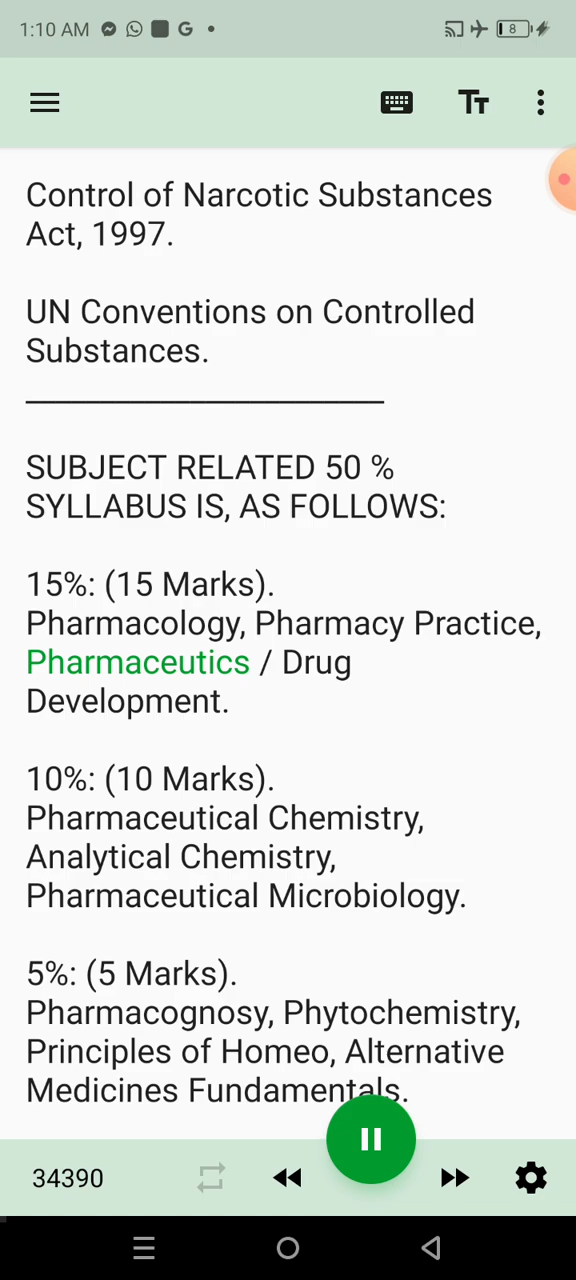 1:10 AM
8
Control of Narcotic Substances
Act, 1997.
UN Conventions on Controlled
Substances.
SUBJECT RELATED 50 %
SYLLABUS IS, AS FOLLOWS:
15%: (15 Marks).
Pharmacology, Pharmacy Practice,
Pharmaceutics / Drug
Development.
10%: (10 Marks).
Pharmaceutical Chemistry,
Analytical Chemistry,
Pharmaceutical Microbiology.
5%: (5 Marks).
Pharmacognosy, Phytochemistry,
Principles of Homeo, Alternative
Medicines Fundamentals.
34390